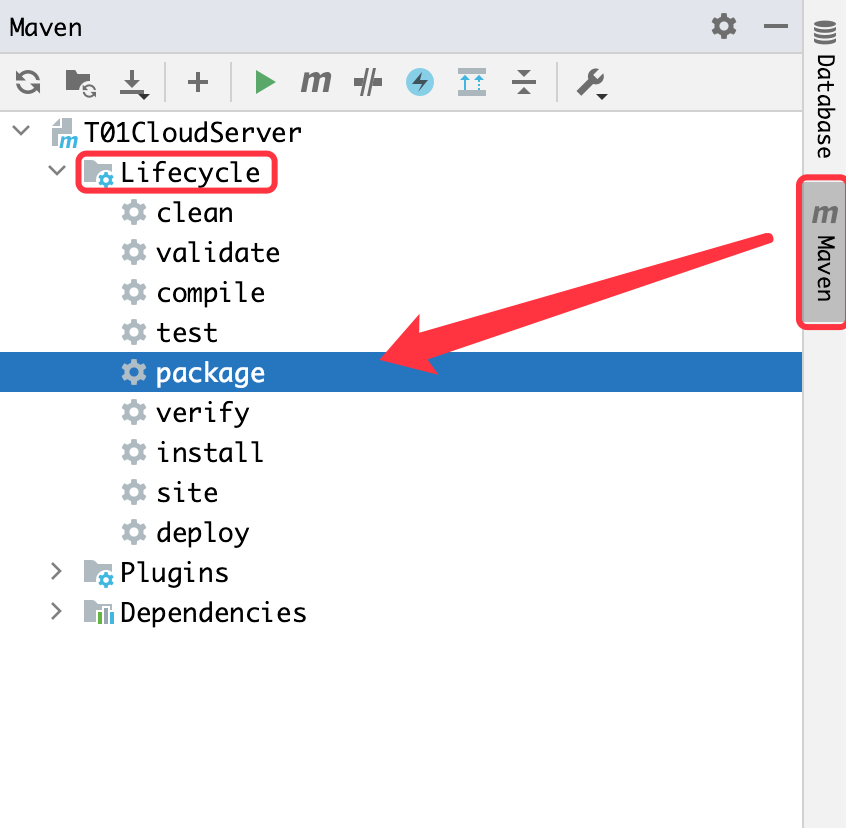 Maven
m
T01CloudServer
Lifecycle
clean
validate
compile
test
package
verify
install
site
deploy
Plugins
Dependencies
Database
m Maven